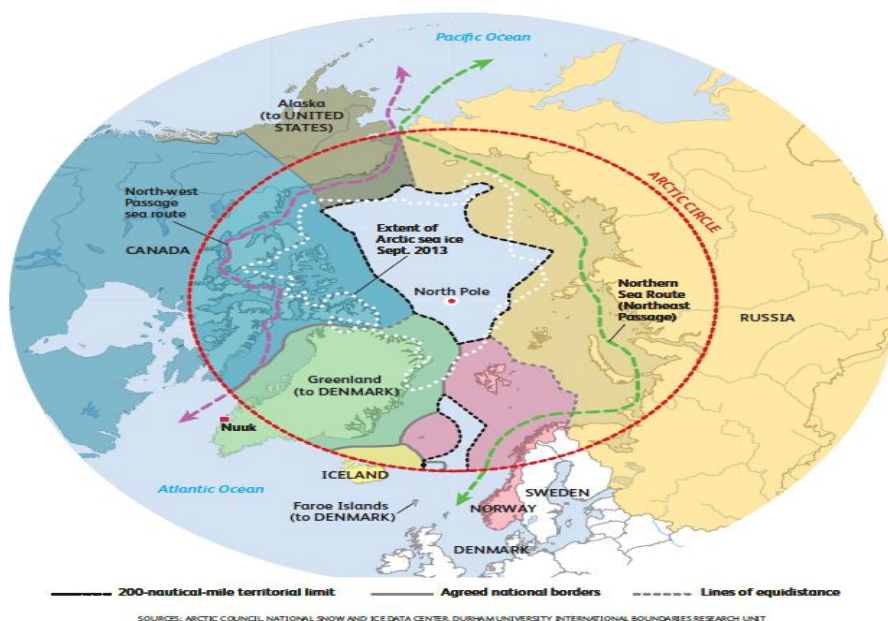 Pacific Ocean
Alaska
(to UNITED
STATES)
ARCTIC CIRCLE
North-west
Passage
sea route
CANADA
Extent of
Arctic sea ice
Sept. 2013
North Pole
Northern
Sea Route
(Northeast
Passage)
RUSSIA
Greenland
(to DENMARK)
Nuuk
ICELAND
Atlantic Ocean
Faroe Islands
(to DENMARK)
SWEDEN
NORWAY
DENMARK
200-nautical-mile territorial limit
Agreed national borders
Lines of equidistance
SOURCES: ARCTIC COUNCIL, NATIONAL SNOW AND ICE DATA CENTER, DURHAM UNIVERSITY INTERNATIONAL BOUNDARIES RESEARCH UNIT